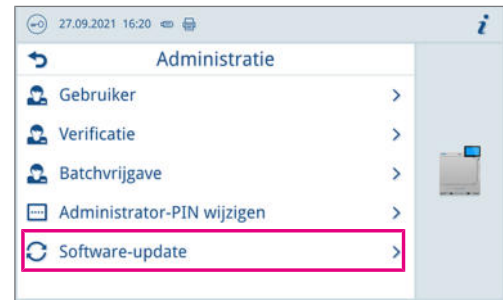 27.09.2021 16:20
Administratie
Gebruiker
Verificatie
Batchvrijgave
Administrator-PIN wijzigen
Software-update